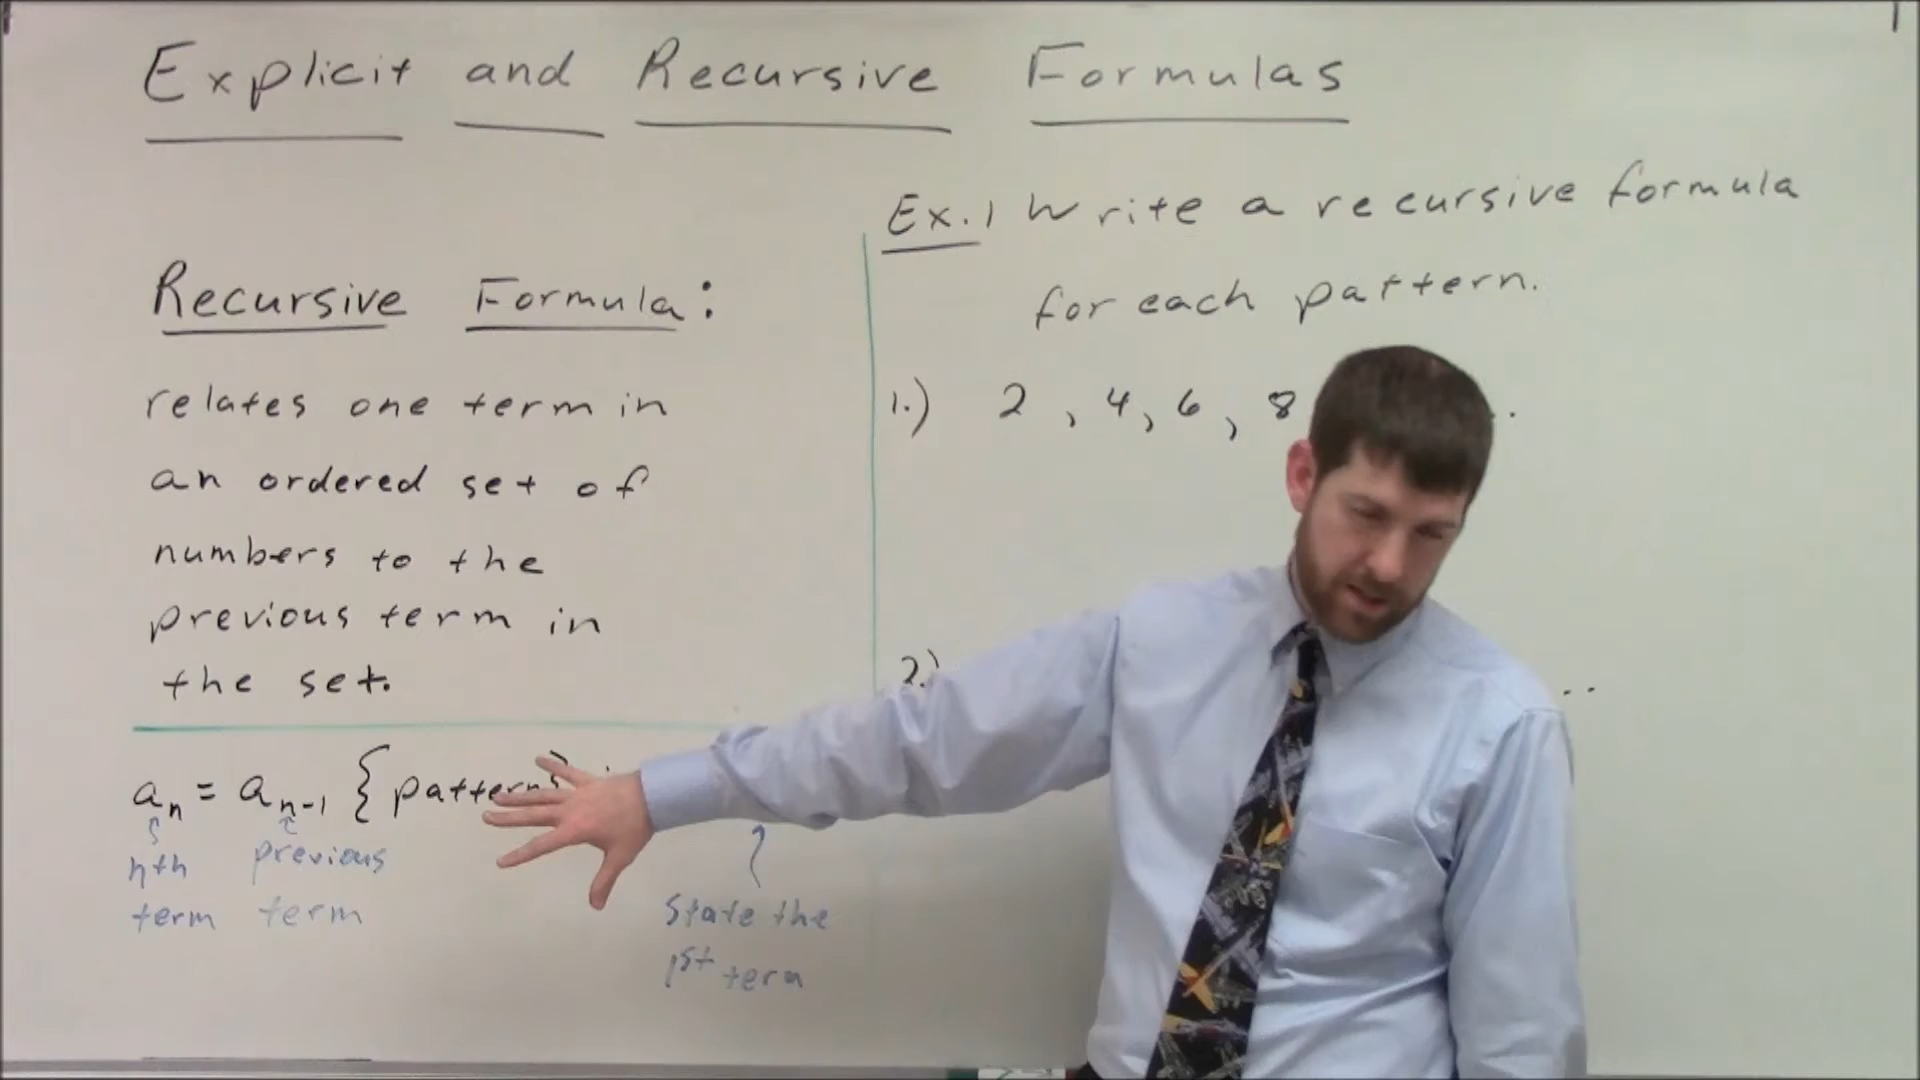 Explicit and Recursive Formulas
Recursive Formula:
relates one term in
an ordered set of
numbers to the
previous term in
the set.
aₙ = aₙ₋₁ {pattern}
nth
term
previous
term
State the
1st term
Ex.1 Write a recursive formula
for each pattern.
1.) 2, 4, 6, 8
2.)